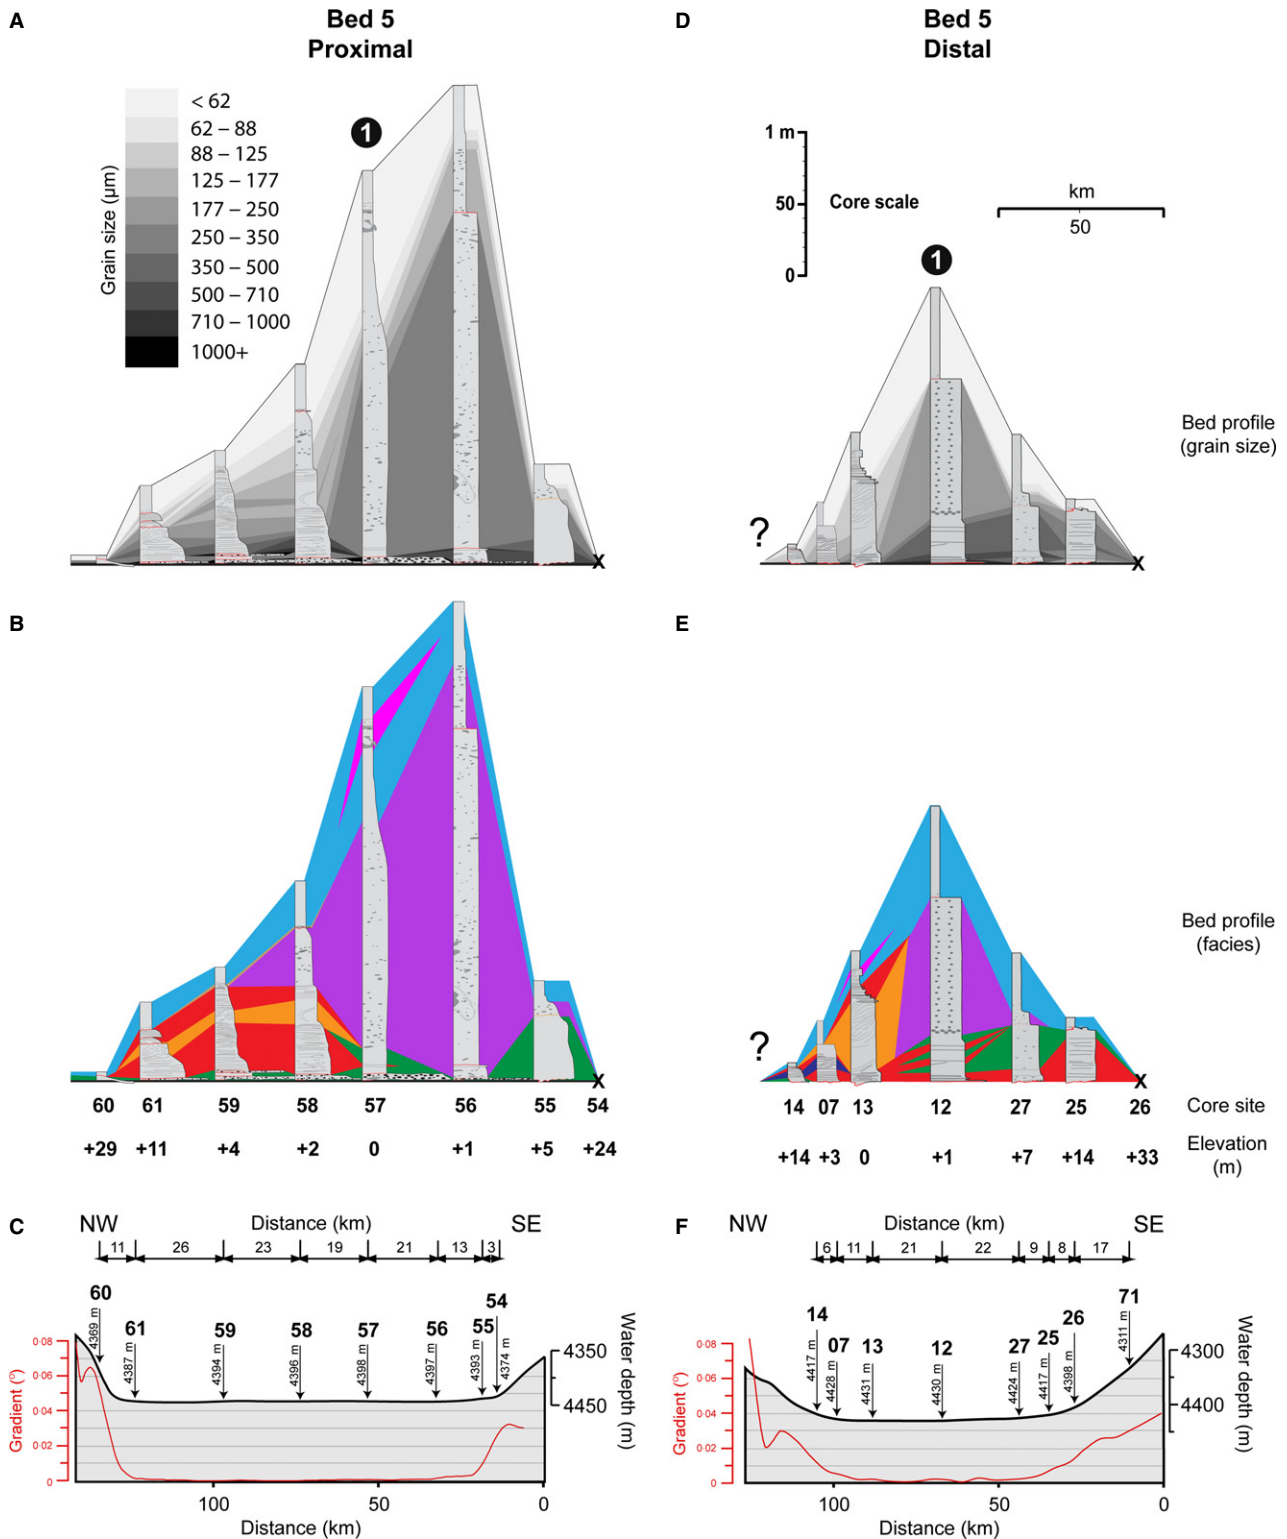 A
Bed 5
Proximal
Grain size (µm)
< 62
62 – 88
88 – 125
125 – 177
177 – 250
250 – 350
350 – 500
500 – 710
710 – 1000
1000+
1
X
D
Bed 5
Distal
1 m
50
0
Core scale
km
50
1
?
X
Bed profile
(grain size)
B
X
60 61 59 58 57 56 55 54
+29 +11 +4 +2 0 +1 +5 +24
E
?
X
Bed profile
(facies)
14 07 13 12 27 25 26 Core site
+14 +3 0 +1 +7 +14 +33 Elevation
(m)
C
NW Distance (km) SE
11 26 23 19 21 13 3
60 61 59 58 57 56 55 54
4369 m 4387 m 4394 m 4396 m 4398 m 4397 m 4393 m 4374 m
Gradient (°)
0·08
0·06
0·04
0·02
0
4350
4450
Water depth (m)
100 50 0
Distance (km)
F
NW Distance (km) SE
6 11 21 22 9 8 17
14 07 13 12 27 25 26 71
4417 m 4428 m 4431 m 4430 m 4424 m 4417 m 4398 m 4311 m
Gradient (°)
0·08
0·06
0·04
0·02
0
4300
4400
Water depth (m)
100 50 0
Distance (km)